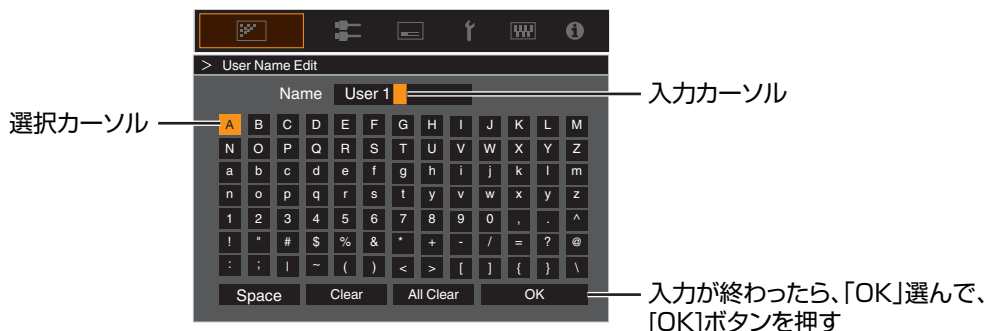 > User Name Edit
Name User 1
入力カーソル
選択カーソル
A B C D E F G H I J K L M
N O P Q R S T U V W X Y Z
a b c d e f g h i j k l m
n o p q r s t y v w x y z
1 2 3 4 5 6 7 8 9 0 , . ^
! " # $ % & * + - / = ? @
: ; | ~ ( ) < > [ ] { } \
Space Clear All Clear OK
入力が終わったら、「OK」選んで、
[OK]ボタンを押す